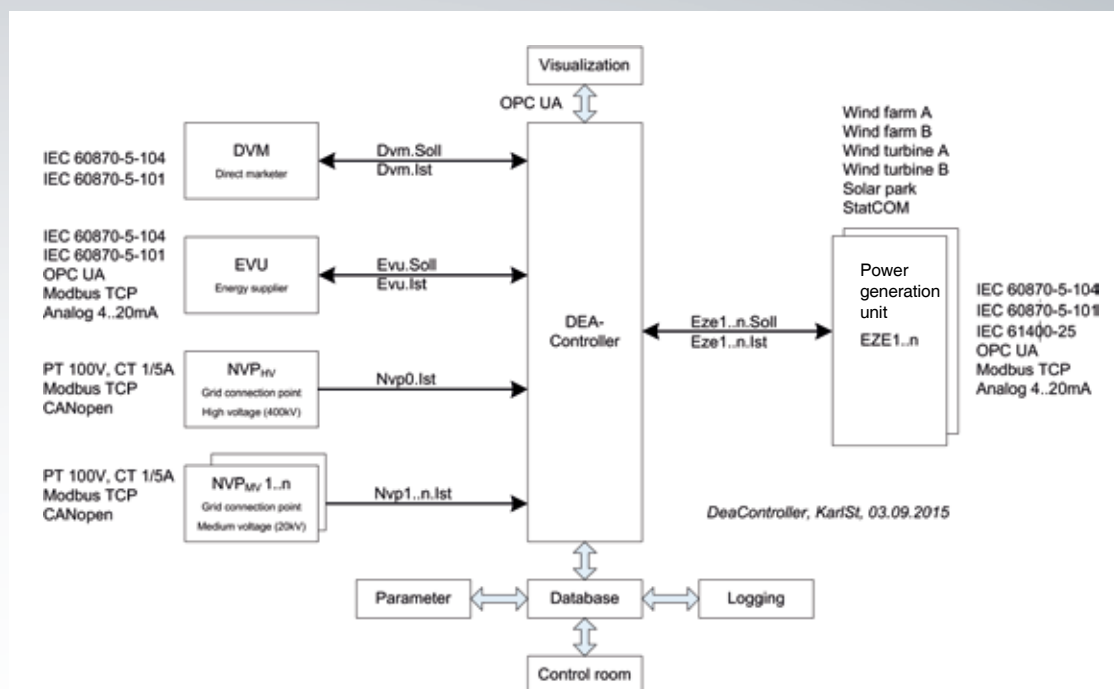 Visualization
OPC UA
IEC 60870-5-104
IEC 60870-5-101
DVM
Direct marketer
Dvm.Soll
Dvm.Ist
IEC 60870-5-104
IEC 60870-5-101
OPC UA
Modbus TCP
Analog 4..20mA
EVU
Energy supplier
Evu.Soll
Evu.Ist
PT 100V, CT 1/5A
Modbus TCP
CANopen
NVPHV
Grid connection point
High voltage (400kV)
Nvp0.Ist
PT 100V, CT 1/5A
Modbus TCP
CANopen
NVPMV 1..n
Grid connection point
Medium voltage (20kV)
Nvp1..n.Ist
DEA-
Controller
Eze1..n.Soll
Eze1..n.Ist
Wind farm A
Wind farm B
Wind turbine A
Wind turbine B
Solar park
StatCOM
Power
generation
unit
EZE1..n
IEC 60870-5-104
IEC 60870-5-101
IEC 61400-25
OPC UA
Modbus TCP
Analog 4..20mA
DeaController, KarlSt, 03.09.2015
Parameter
Database
Logging
Control room